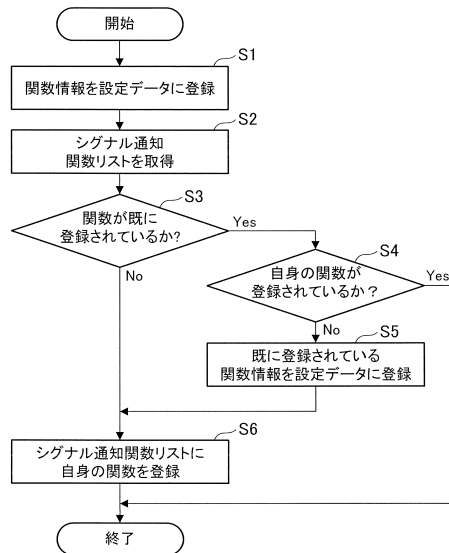 開始
S1
関数情報を設定データに登録
S2
シグナル通知
関数リストを取得
S3
関数が既に
登録されているか?
Yes
No
S4
自身の関数が
登録されているか？
Yes
No
S5
既に登録されている
関数情報を設定データに登録
S6
シグナル通知関数リストに
自身の関数を登録
終了